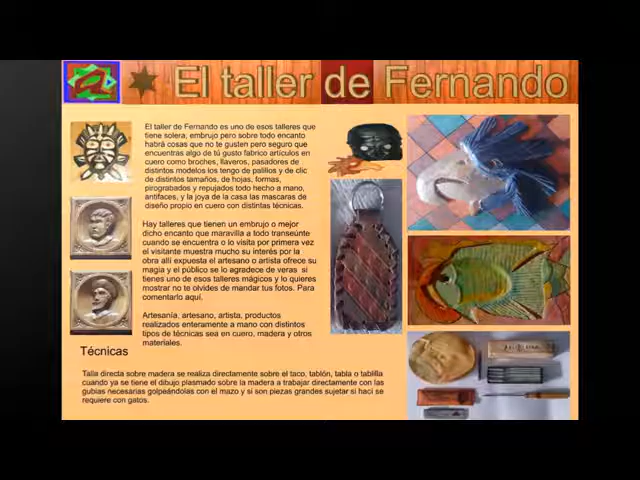 El taller de Fernando
El taller de Fernando es uno de esos talleres que
tiene solera, embrujo pero sobre todo encanto
habrá cosas que no te gusten pero seguro que
encuentras algo de tú gusto fabrico artículos en
cuero como broches, llaveros, pasadores de
distintos modelos los tengo de palillos y de clic
de distintos tamaños, de hojas, formas,
pirograbados y repujados todo hecho a mano,
antifaces, y la joya de la casa las mascaras de
diseño propio en cuero con distintas técnicas.
Hay talleres que tienen un embrujo o mejor
dicho encanto que maravilla a todo transeúnte
cuando se encuentra o lo visita por primera vez
el visitante muestra mucho su interés por la
obra allí expuesta el artesano o artista ofrece su
magia y el público se lo agradece de veras si
tienes uno de esos talleres mágicos y lo quieres
mostrar no te olvides de mandar tus fotos. Para
comentarlo aquí.
Artesanía, artesano, artista, productos
realizados enteramente a mano con distintos
tipos de técnicas sea en cuero, madera y otros
materiales.
Técnicas
Talla directa sobre madera se realiza directamente sobre el taco, tablón, tabla o tablilla
cuando ya se tiene el dibujo plasmado sobre la madera a trabajar directamente con las
gubias necesarias golpeándolas con el mazo y si son piezas grandes sujetar si haci se
requiere con gatos.